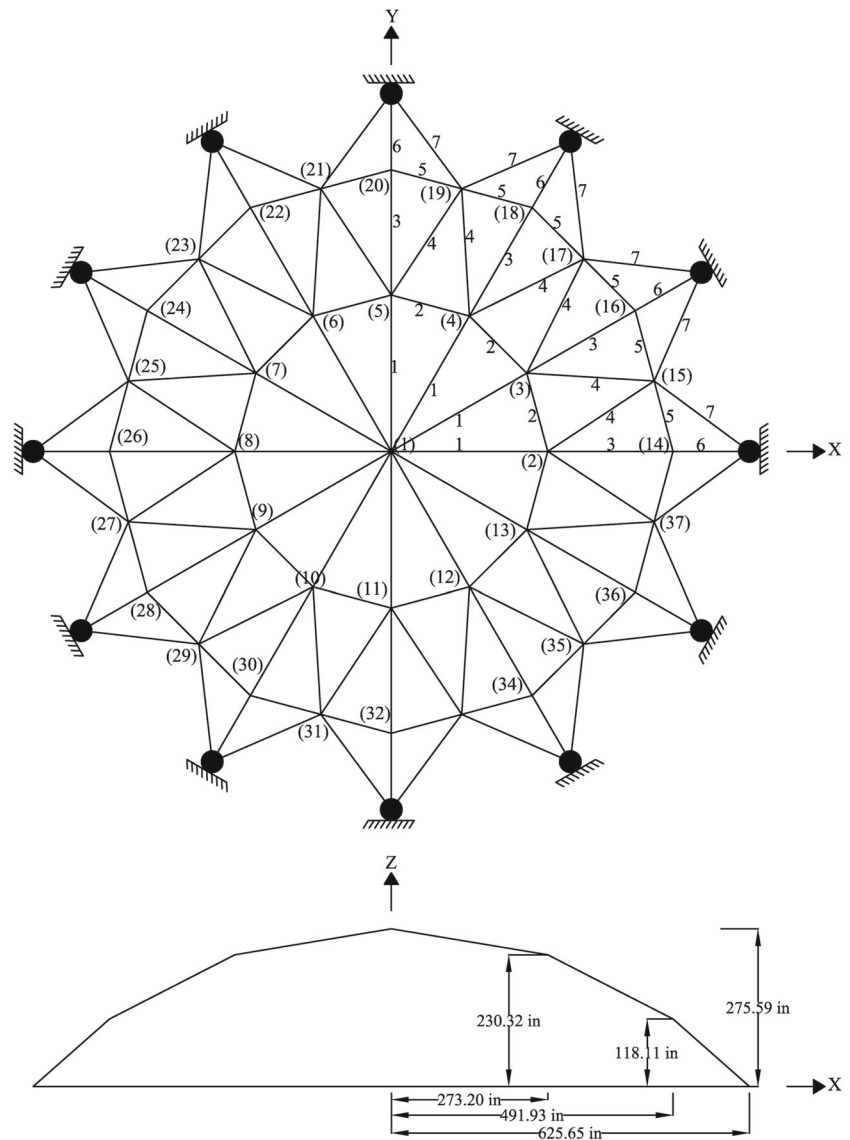 Y
6 7
7
(21) 5 6 7
(20) (19) 5
(22) (18) 5
3
(23) 4 4 (17) 7
3 5 6
4 4 (16)
(24) (6) (5) 2 (4)
2 3 5
(25) (7) 1 (3) (15)
1 4 7
1 2 4 5
(26) (8) (1) 1 (2) 3 (14) 6 X
(27) (9) (13) (37)
(28) (10) (11) (12) (36)
(29) (35)
(30) (34)
(31) (32)
Z
230.32 in
275.59 in
118.11 in
X
273.20 in
491.93 in
625.65 in